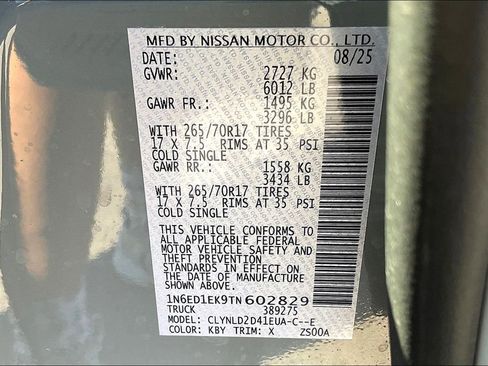 MFD BY NISSAN MOTOR CO., LTD.
DATE: 08/25
GVWR: 2727 KG
6012 LB
GAWR FR.: 1495 KG
3296 LB
WITH 265/70R17 TIRES
17 X 7.5 RIMS AT 35 PSI
COLD SINGLE
GAWR RR.: 1558 KG
3434 LB
WITH 265/70R17 TIRES
17 X 7.5 RIMS AT 35 PSI
COLD SINGLE
THIS VEHICLE CONFORMS TO
ALL APPLICABLE FEDERAL
MOTOR VEHICLE SAFETY AND
THEFT PREVENTION
STANDARDS IN EFFECT ON
THE DATE OF MANUFACTURE
SHOWN ABOVE.
1N6ED1EK9TN602829
TRUCK 389275
MODEL: CLYNLD2D41EUA-C--E
COLOR: KBY TRIM: X ZS00A